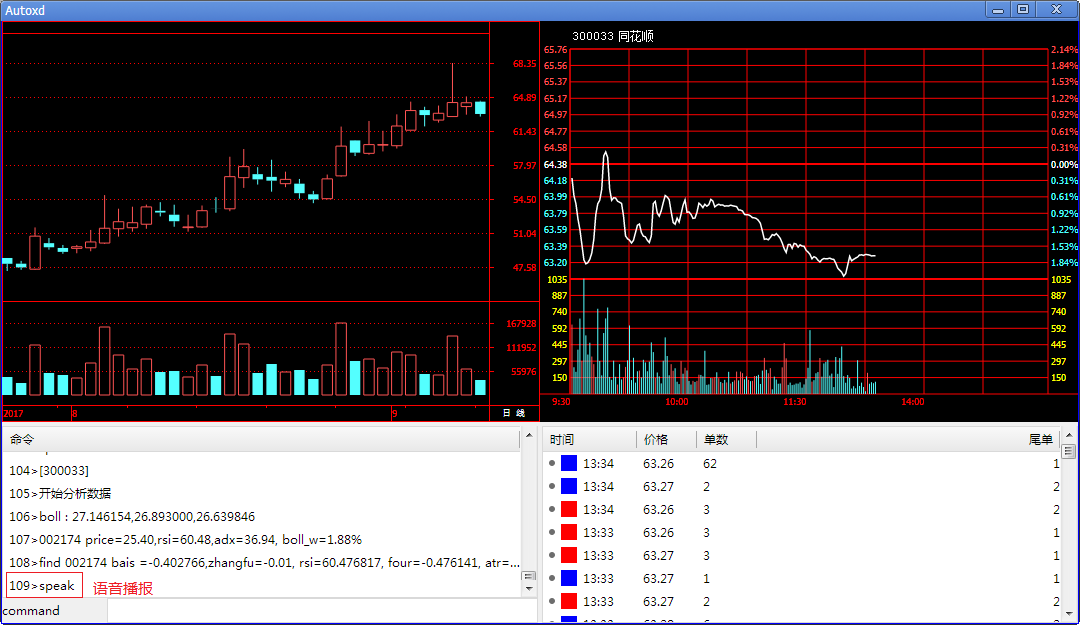 Autoxd
68.35
64.89
61.43
57.97
54.50
51.04
47.58
167928
111952
55976
2017
8
9
日 线
300033 同花顺
65.76 2.14%
65.56 1.84%
65.37 1.53%
65.17 1.22%
64.97 0.92%
64.77 0.61%
64.58 0.31%
64.38 0.00%
64.18 0.31%
63.99 0.61%
63.79 0.92%
63.59 1.22%
63.39 1.53%
63.20 1.84%
1035 1035
887 887
740 740
592 592
445 445
297 297
150 150
9:30 10:00 11:30 14:00
命令
104>[300033]
105>开始分析数据
106>boll : 27.146154,26.893000,26.639846
107>002174 price=25.40,rsi=60.48,adx=36.94, boll_w=1.88%
108>find 002174 bais =-0.402766,zhangfu=-0.01, rsi=60.476817, four=-0.476141, atr=...
109>speak 语音播报
command
时间 价格 单数 尾单
13:34 63.26 62 1
13:34 63.27 2 2
13:34 63.26 3 2
13:33 63.26 3 1
13:33 63.27 3 1
13:33 63.27 1 1
13:33 63.27 2 2